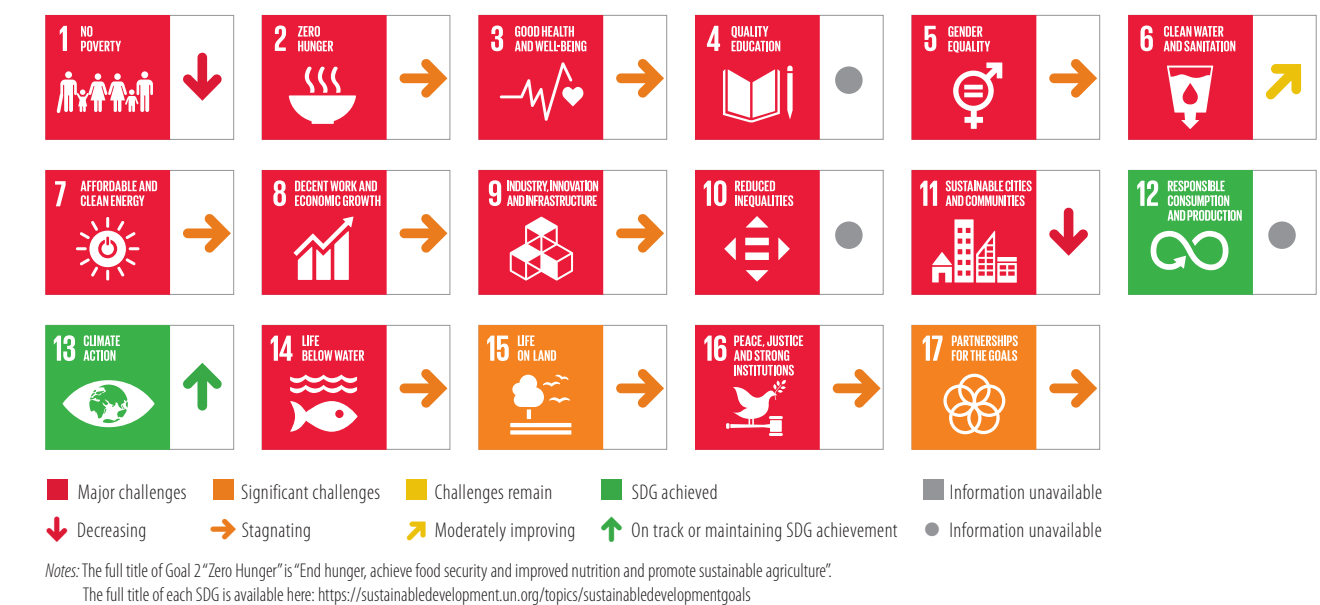 1 NO
POVERTY
2 ZERO
HUNGER
3 GOOD HEALTH
AND WELL-BEING
4 QUALITY
EDUCATION
5 GENDER
EQUALITY
6 CLEAN WATER
AND SANITATION
7 AFFORDABLE AND
CLEAN ENERGY
8 DECENT WORK AND
ECONOMIC GROWTH
9 INDUSTRY, INNOVATION
AND INFRASTRUCTURE
10 REDUCED
INEQUALITIES
11 SUSTAINABLE CITIES
AND COMMUNITIES
12 RESPONSIBLE
CONSUMPTION
AND PRODUCTION
13 CLIMATE
ACTION
14 LIFE
BELOW WATER
15 LIFE
ON LAND
16 PEACE, JUSTICE
AND STRONG
INSTITUTIONS
17 PARTNERSHIPS
FOR THE GOALS
Major challenges Significant challenges Challenges remain SDG achieved Information unavailable
Decreasing Stagnating Moderately improving On track or maintaining SDG achievement Information unavailable
Notes: The full title of Goal 2 “Zero Hunger” is “End hunger, achieve food security and improved nutrition and promote sustainable agriculture”.
The full title of each SDG is available here: https://sustainabledevelopment.un.org/topics/sustainabledevelopmentgoals